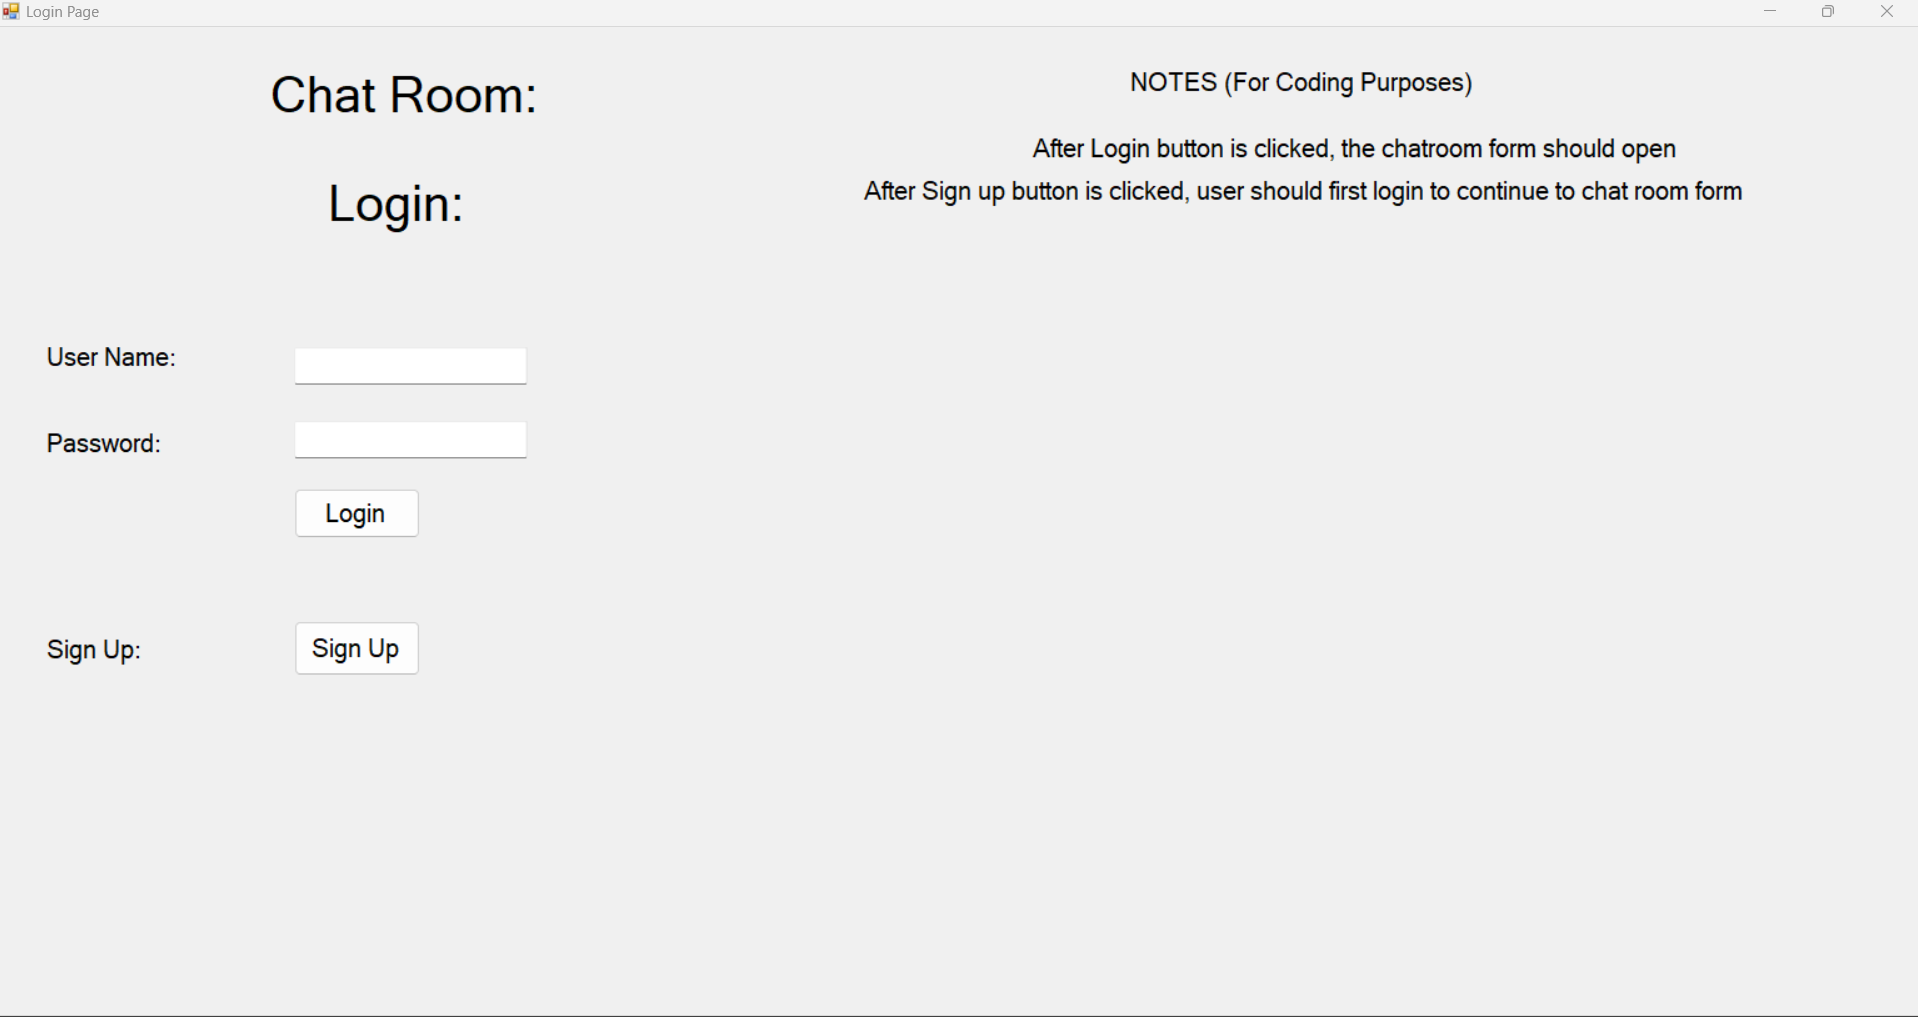 Login Page
Chat Room:
Login:
User Name:
Password:
Login
Sign Up:
Sign Up
NOTES (For Coding Purposes)
After Login button is clicked, the chatroom form should open
After Sign up button is clicked, user should first login to continue to chat room form